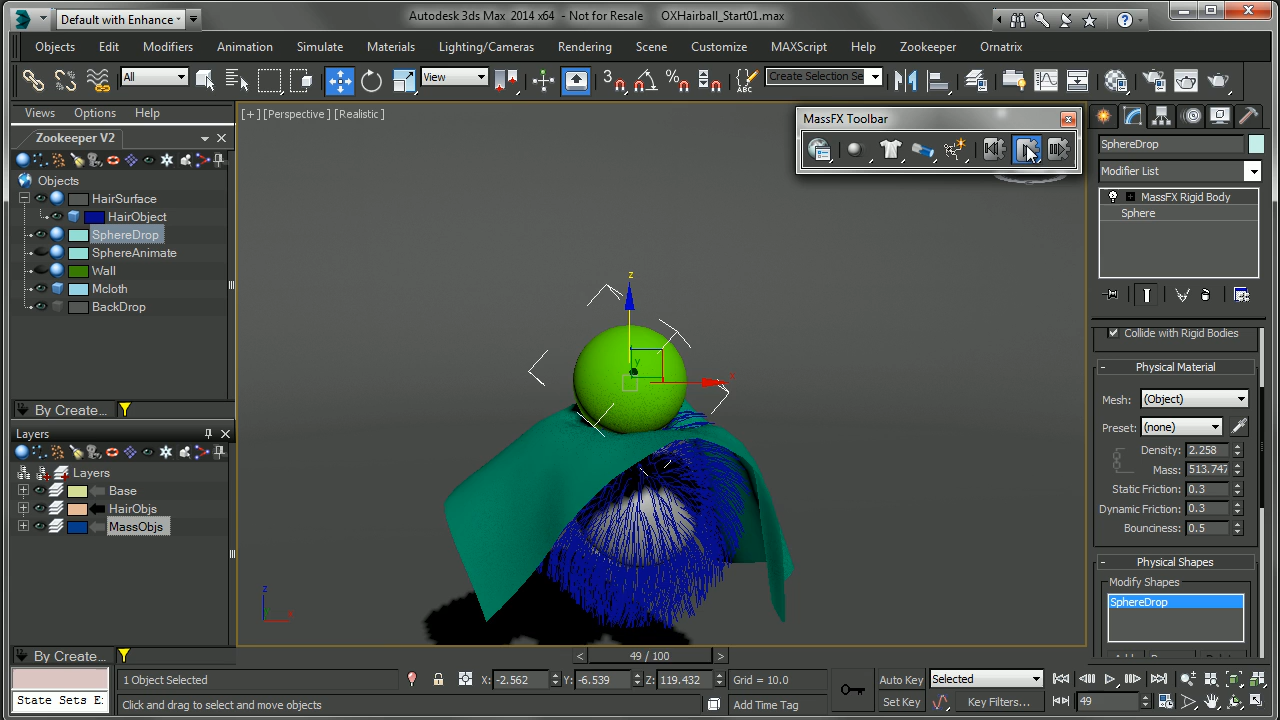 Default with Enhance
Autodesk 3ds Max 2014 x64 - Not for Resale OXHairball_Start01.max
Objects Edit Modifiers Animation Simulate Materials Lighting/Cameras Rendering Scene Customize MAXScript Help Zookeeper Ornatrix
All
View
3
ABC
Create Selection Se
Views Options Help
Zookeeper V2
Objects
HairSurface
HairObject
SphereDrop
SphereAnimate
Wall
Mcloth
BackDrop
By Create...
Layers
Layers
Base
HairObjs
MassObjs
By Create...
[+] [Perspective ] [Realistic ]
MassFX Toolbar
z
y
x
z
x
SphereDrop
Modifier List
MassFX Rigid Body
Sphere
Collide with Rigid Bodies
- Physical Material
Mesh: (Object)
Preset: (none)
Density: 2.258
Mass: 513.747
Static Friction: 0.3
Dynamic Friction: 0.3
Bounciness: 0.5
- Physical Shapes
Modify Shapes
SphereDrop
< 49 / 100 >
1 Object Selected
X: -2.562 Y: -6.539 Z: 119.432 Grid = 10.0
Auto Key Selected
State Sets E:
Click and drag to select and move objects
Add Time Tag
Set Key Key Filters... 49